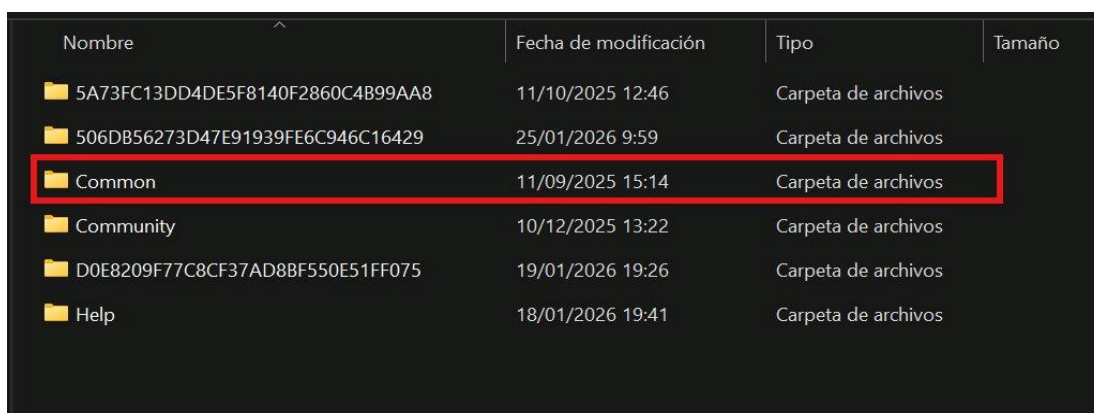 Nombre Fecha de modificación Tipo Tamaño
5A73FC13DD4DE5F8140F2860C4B99AA8 11/10/2025 12:46 Carpeta de archivos
506DB56273D47E91939FE6C946C16429 25/01/2026 9:59 Carpeta de archivos
Common 11/09/2025 15:14 Carpeta de archivos
Community 10/12/2025 13:22 Carpeta de archivos
D0E8209F77C8CF37AD8BF550E51FF075 19/01/2026 19:26 Carpeta de archivos
Help 18/01/2026 19:41 Carpeta de archivos